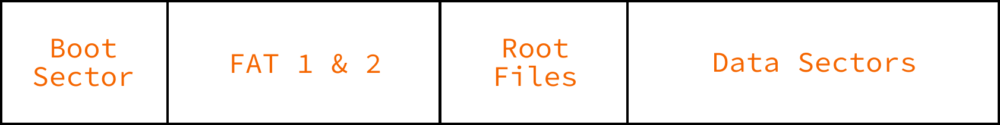 Boot
Sector
FAT 1 & 2
Root
Files
Data Sectors